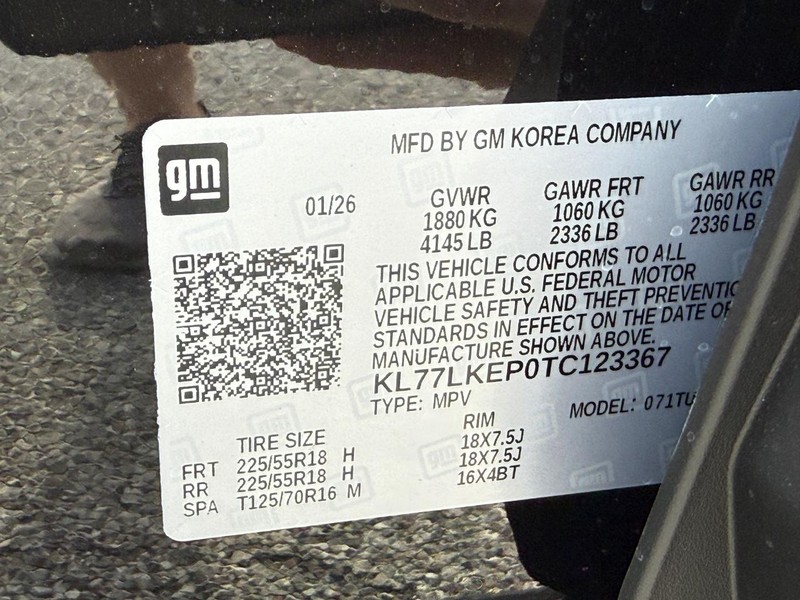 gm
MFD BY GM KOREA COMPANY
01/26
GVWR
1880 KG
4145 LB
GAWR FRT
1060 KG
2336 LB
GAWR RR
1060 KG
2336 LB
THIS VEHICLE CONFORMS TO ALL
APPLICABLE U.S. FEDERAL MOTOR
VEHICLE SAFETY AND THEFT
STANDARDS IN EFFECT ON THE DATE
MANUFACTURE SHOWN ABOVE.
KL77LKEP0TC123367
TYPE: MPV MODEL:
TIRE SIZE RIM
FRT 225/55R18 H 18X7.5J
RR 225/55R18 H 18X7.5J
SPA T125/70R16 M 16X4BT